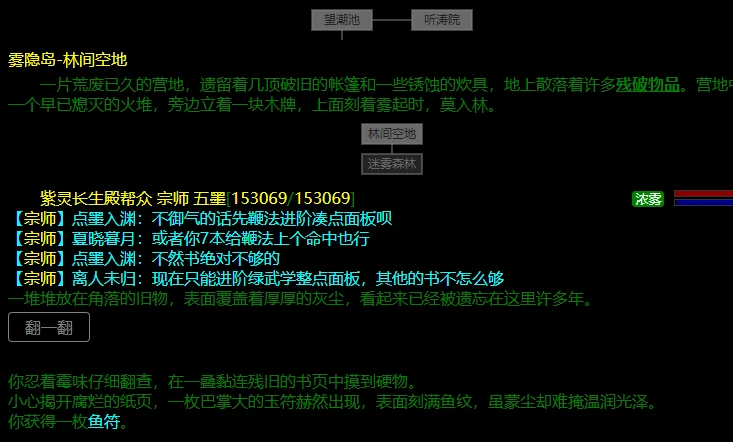 望潮池 听涛院
雾隐岛-林间空地
一片荒废已久的营地，遗留着几顶破旧的帐篷和一些锈蚀的炊具，地上散落着许多残破物品。营地中
一个早已熄灭的火堆，旁边立着一块木牌，上面刻着雾起时，莫入林。
林间空地
迷雾森林
紫灵长生殿帮众 宗师 五墨[153069/153069] 浓雾
【宗师】点墨入渊：不御气的话先鞭法进阶凑点面板呗
【宗师】夏晓暮月：或者你7本给鞭法上个命中也行
【宗师】点墨入渊：不然书绝对不够的
【宗师】离人未归：现在只能进阶绿武学整点面板，其他的书不怎么够
一堆堆放在角落的旧物，表面覆盖着厚厚的灰尘，看起来已经被遗忘在这里许多年。
翻一翻
你忍着霉味仔细翻查，在一叠黏连残旧的书页中摸到硬物。
小心揭开腐烂的纸页，一枚巴掌大的玉符赫然出现，表面刻满鱼纹，虽蒙尘却难掩温润光泽。
你获得一枚鱼符。